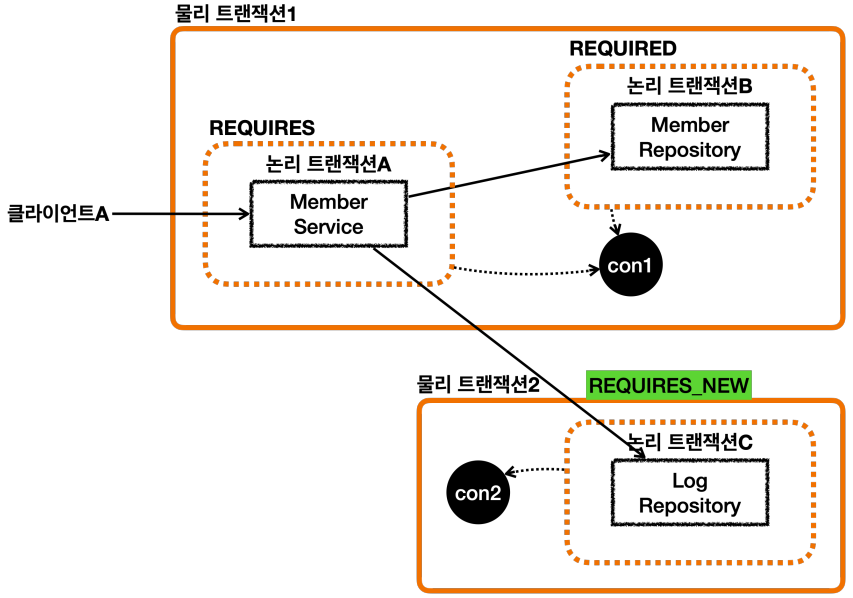 물리 트랜잭션1
REQUIRED
논리 트랜잭션B
Member
Repository
REQUIRES
논리 트랜잭션A
Member
Service
클라이언트A
con1
물리 트랜잭션2
REQUIRES_NEW
논리 트랜잭션C
Log
Repository
con2